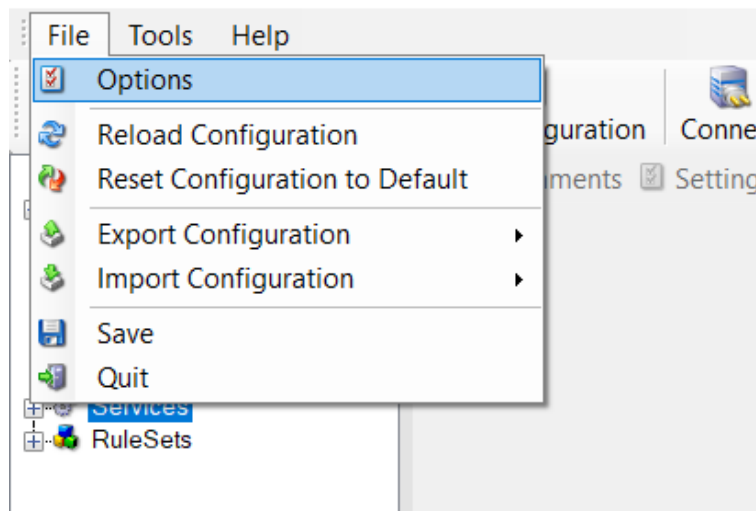 File Tools Help
Options
Reload Configuration
guration Conne
Reset Configuration to Default
ments Setting
Export Configuration
Import Configuration
Save
Quit
Services
RuleSets